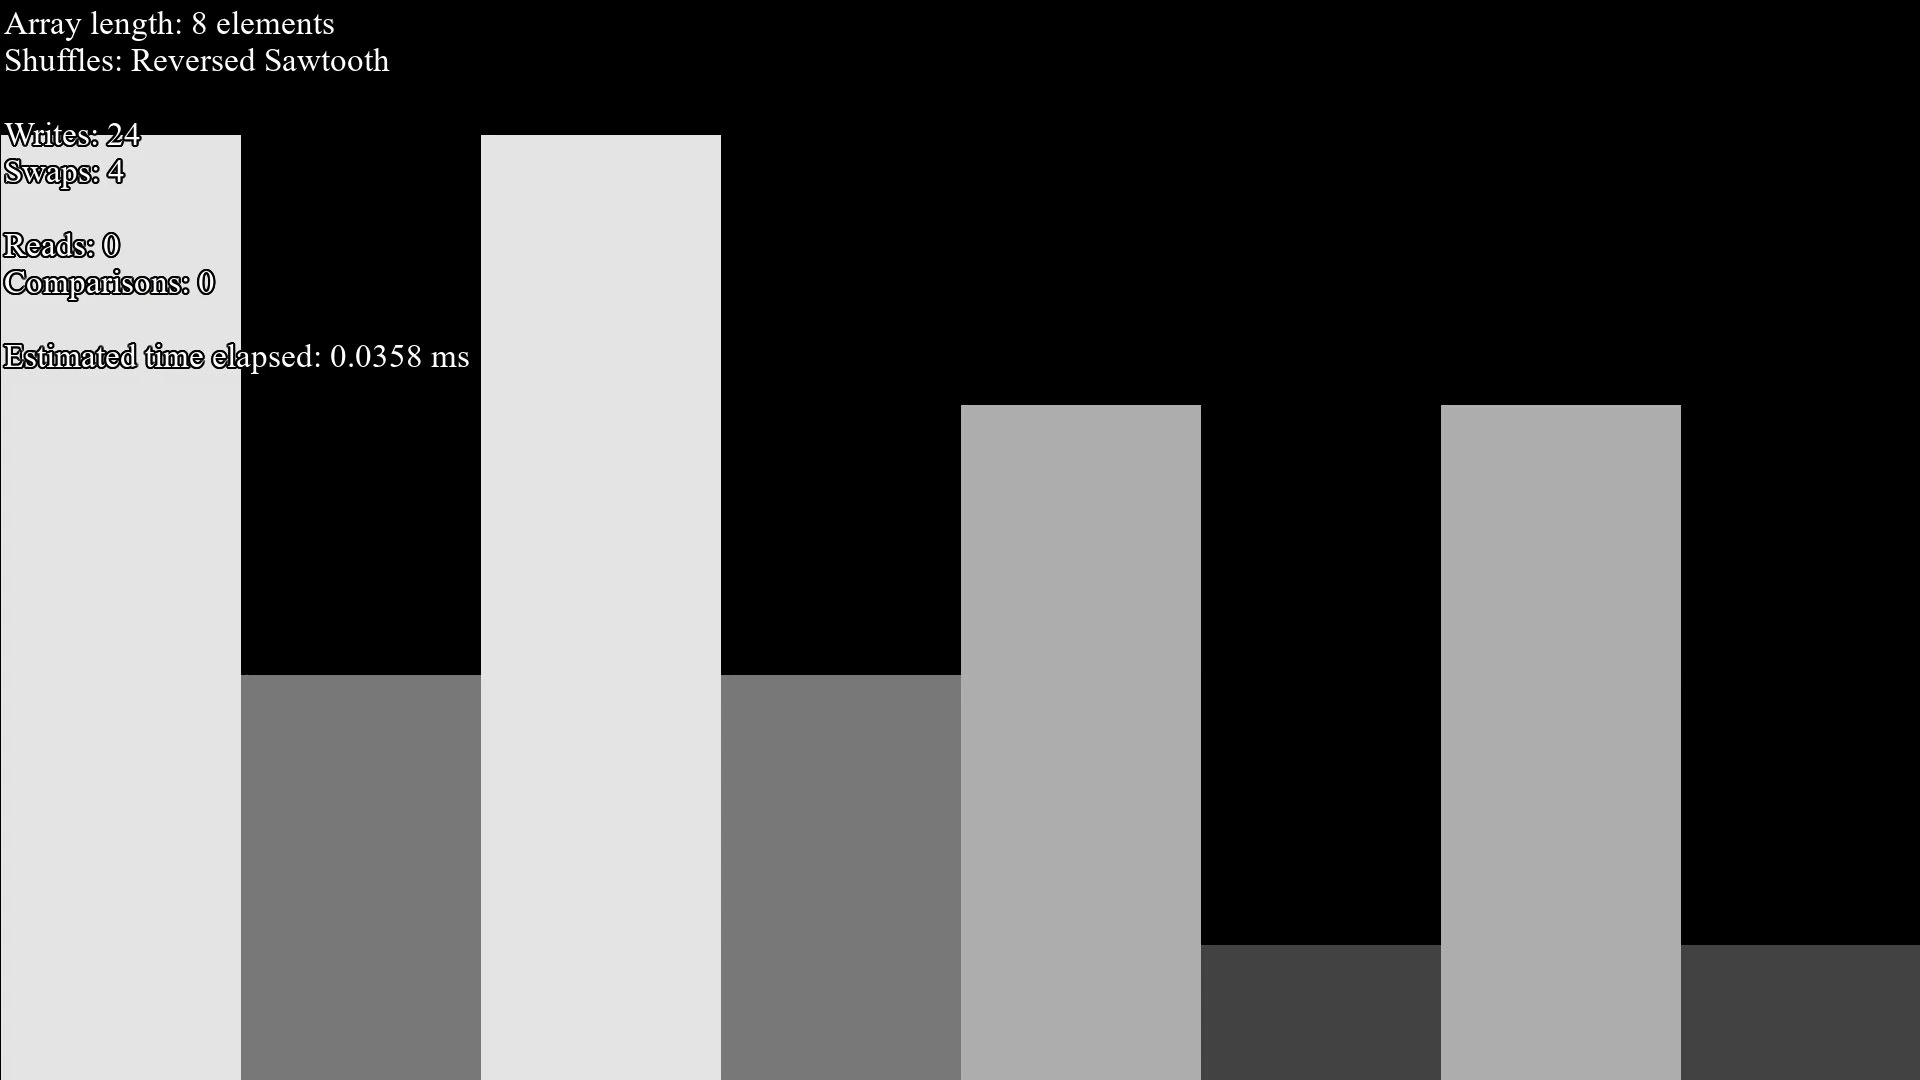 Array length: 8 elements
Shuffles: Reversed Sawtooth
Writes: 24
Swaps: 4
Reads: 0
Comparisons: 0
Estimated time elapsed: 0.0358 ms